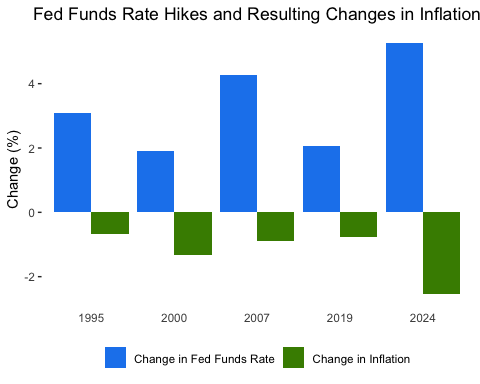 Fed Funds Rate Hikes and Resulting Changes in Inflation
Change (%)
4
2
0
-2
1995 2000 2007 2019 2024
Change in Fed Funds Rate Change in Inflation